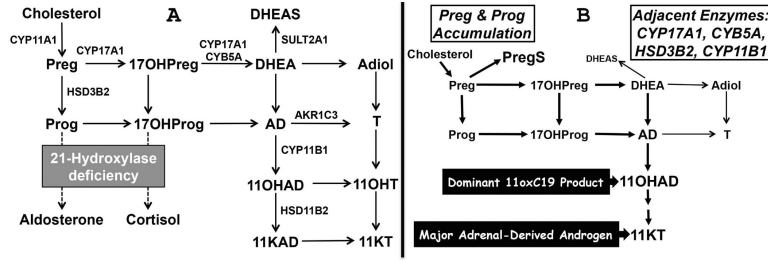 A
Cholesterol
DHEAS
CYP11A1
CYP17A1
CYP17A1
CYB5A
SULT2A1
Preg
17OHPreg
DHEA
Adiol
HSD3B2
Prog
17OHProg
AD
AKR1C3
T
21-Hydroxylase
deficiency
CYP11B1
11OHAD
11OHT
Aldosterone
Cortisol
HSD11B2
11KAD
11KT
B
Preg & Prog
Accumulation
Adjacent Enzymes:
CYP17A1, CYB5A,
HSD3B2, CYP11B1
Cholesterol
PregS
DHEAS
Preg
17OHPreg
DHEA
Adiol
Prog
17OHProg
AD
T
Dominant 11oxC19 Product
11OHAD
Major Adrenal-Derived Androgen
11KT